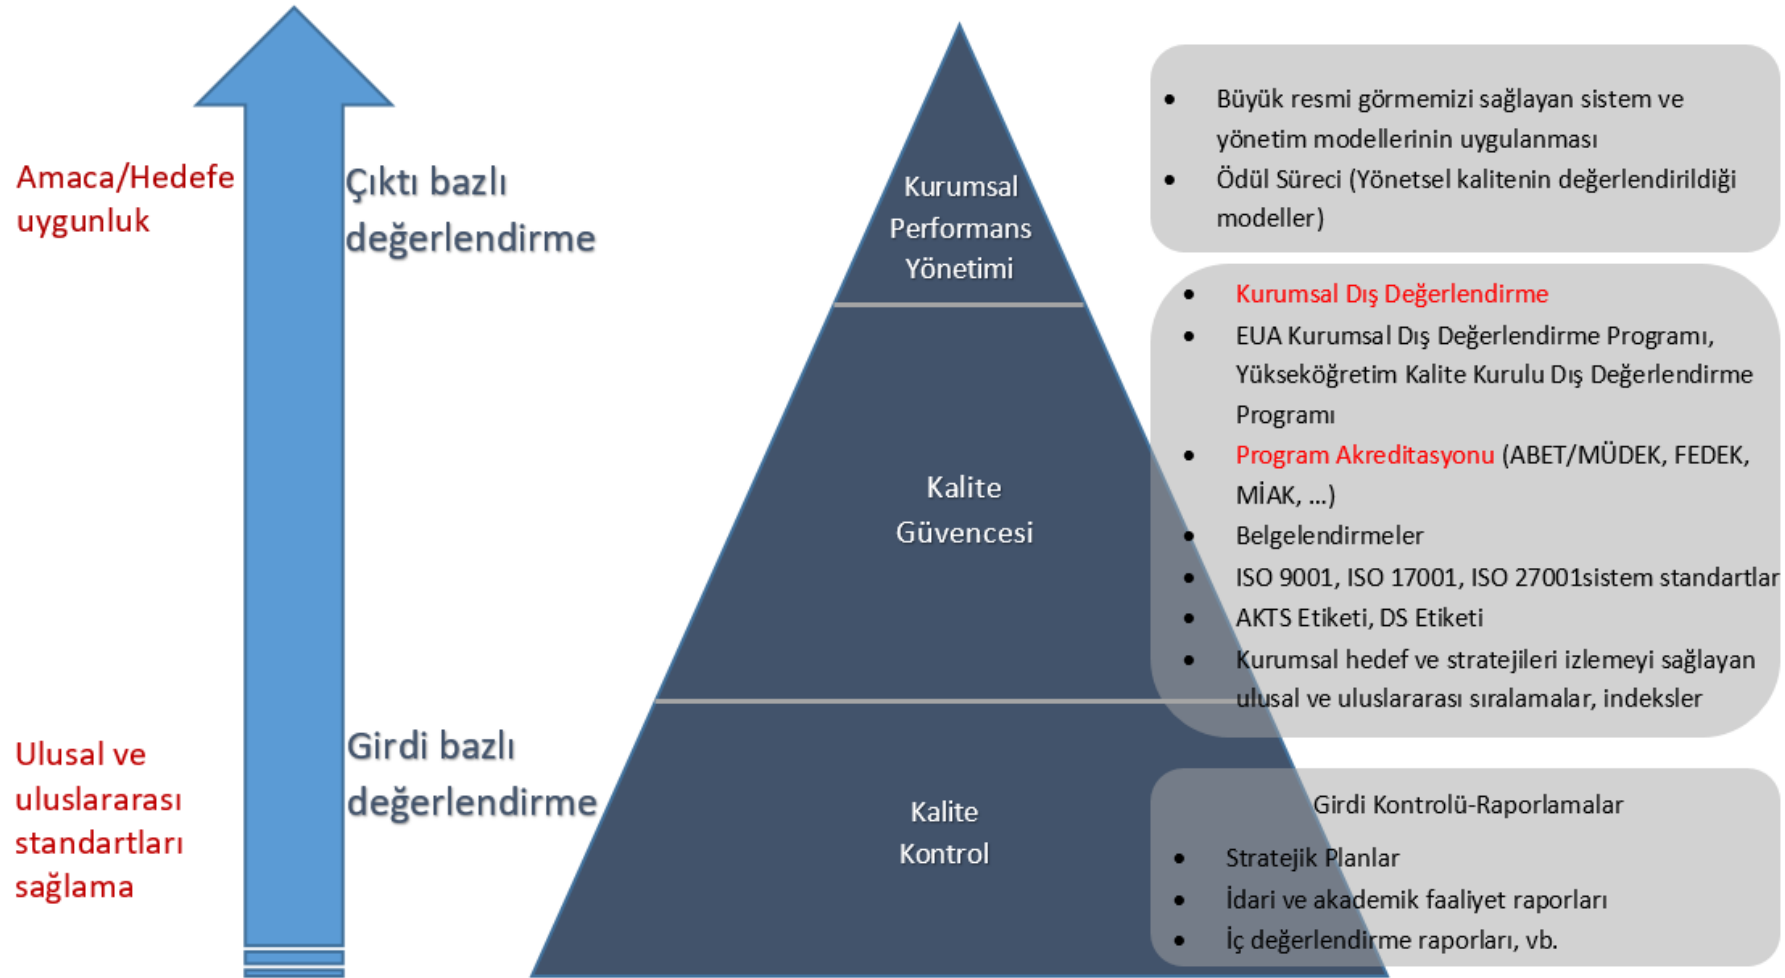 Amaca/Hedefe
uygunluk
Çıktı bazlı
değerlendirme
Ulusal ve
uluslararası
standartları
sağlama
Girdi bazlı
değerlendirme
Kurumsal
Performans
Yönetimi
Kalite
Güvencesi
Kalite
Kontrol
• Büyük resmi görmemizi sağlayan sistem ve
yönetim modellerinin uygulanması
• Ödül Süreci (Yönetsel kalitenin değerlendirildiği
modeller)
• Kurumsal Dış Değerlendirme
• EUA Kurumsal Dış Değerlendirme Programı,
Yükseköğretim Kalite Kurulu Dış Değerlendirme
Programı
• Program Akreditasyonu (ABET/MÜDEK, FEDEK,
MİAK, ...)
• Belgelendirmeler
• ISO 9001, ISO 17001, ISO 27001sistem standartlar
• AKTS Etiketi, DS Etiketi
• Kurumsal hedef ve stratejileri izlemeyi sağlayan
ulusal ve uluslararası sıralamalar, indeksler
Girdi Kontrolü-Raporlamalar
• Stratejik Planlar
• İdari ve akademik faaliyet raporları
• İç değerlendirme raporları, vb.